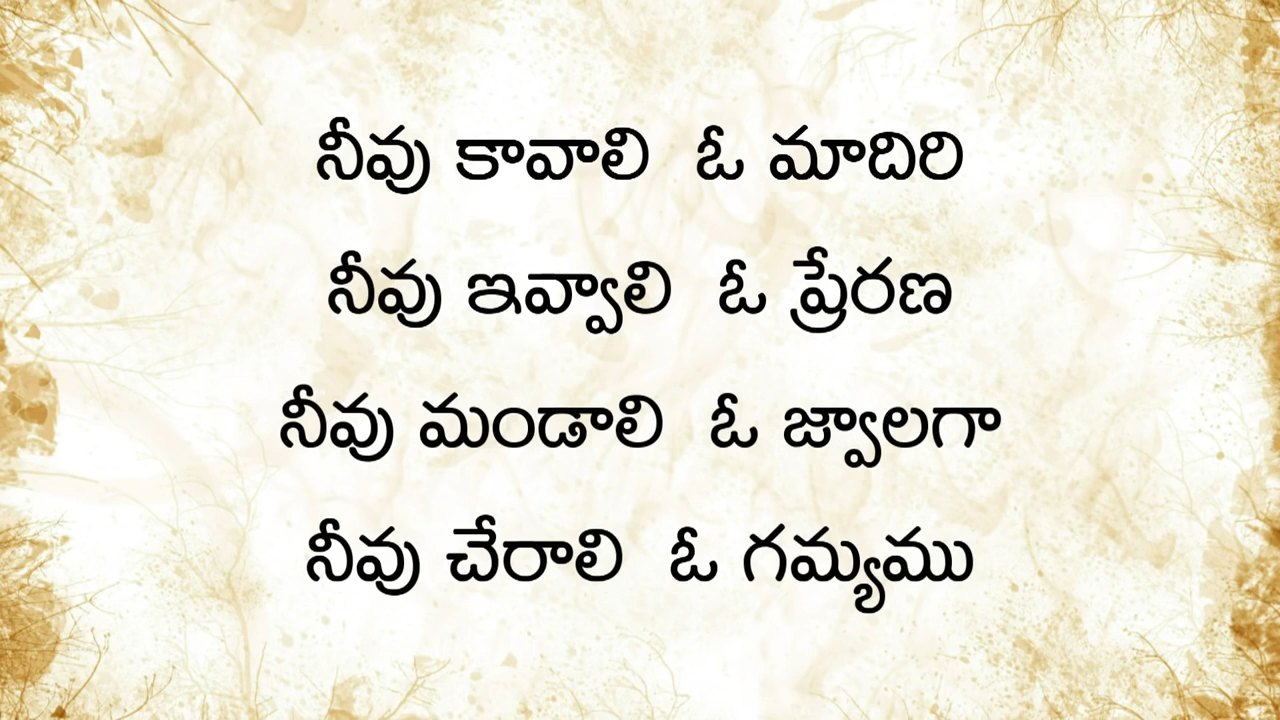 నీవు కావాలి ఓ మాదిరి
నీవు ఇవ్వాలి ఓ ప్రేరణ
నీవు మండాలి ఓ జ్వాలగా
నీవు చేరాలి ఓ గమ్యము